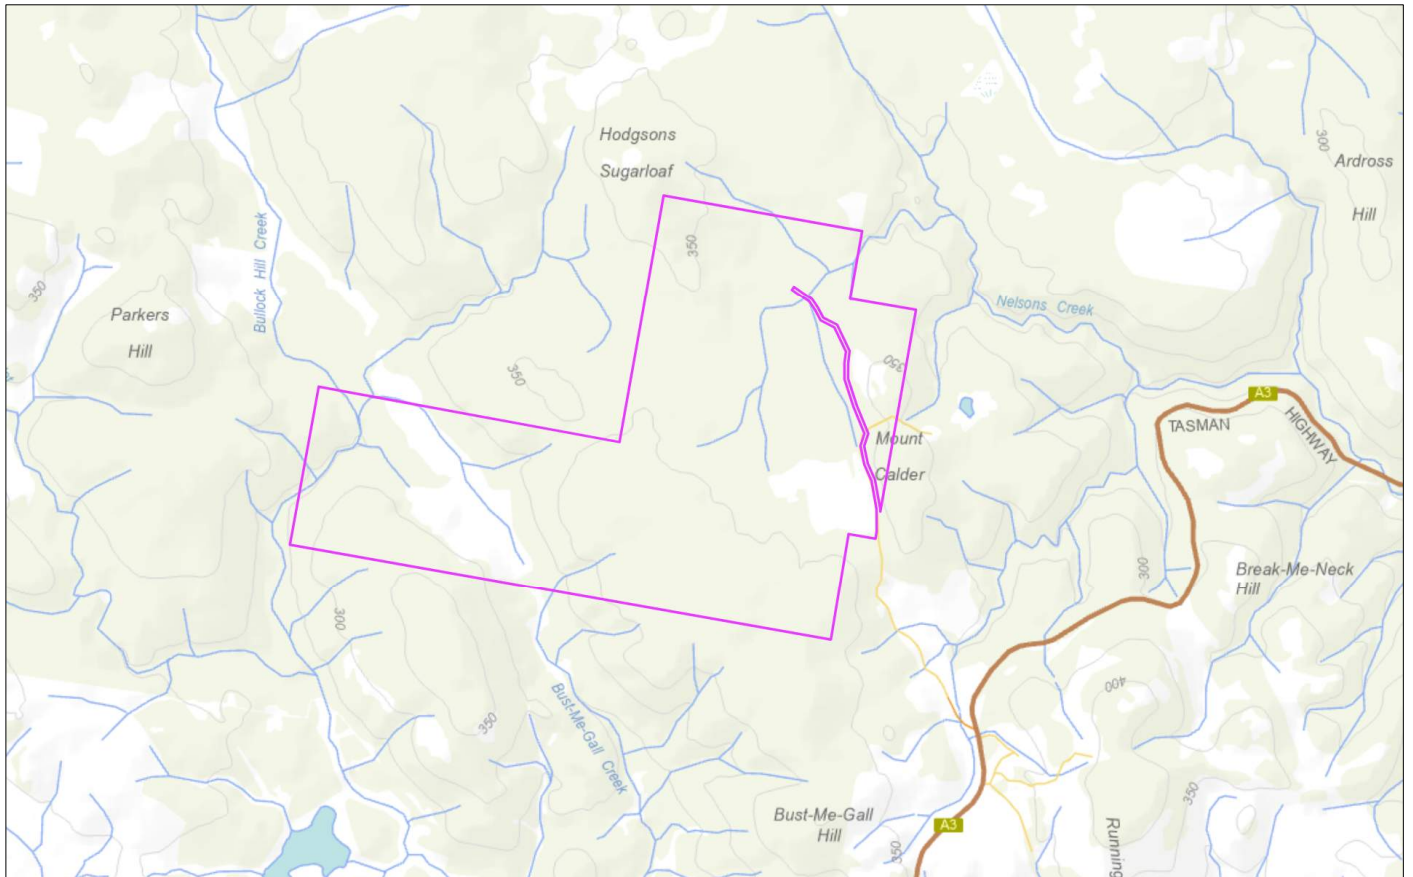 Hodgsons
Sugarloaf
300
Ardross
Hill
350
350
Bullock Hill Creek
Parkers
Hill
Nelsons Creek
350
350
A3
TASMAN
HIGHWAY
Mount
Calder
300
Break-Me-Neck
Hill
300
400
350
Bust-Me-Gall Creek
350
Bust-Me-Gall
Hill
A3
350
Running